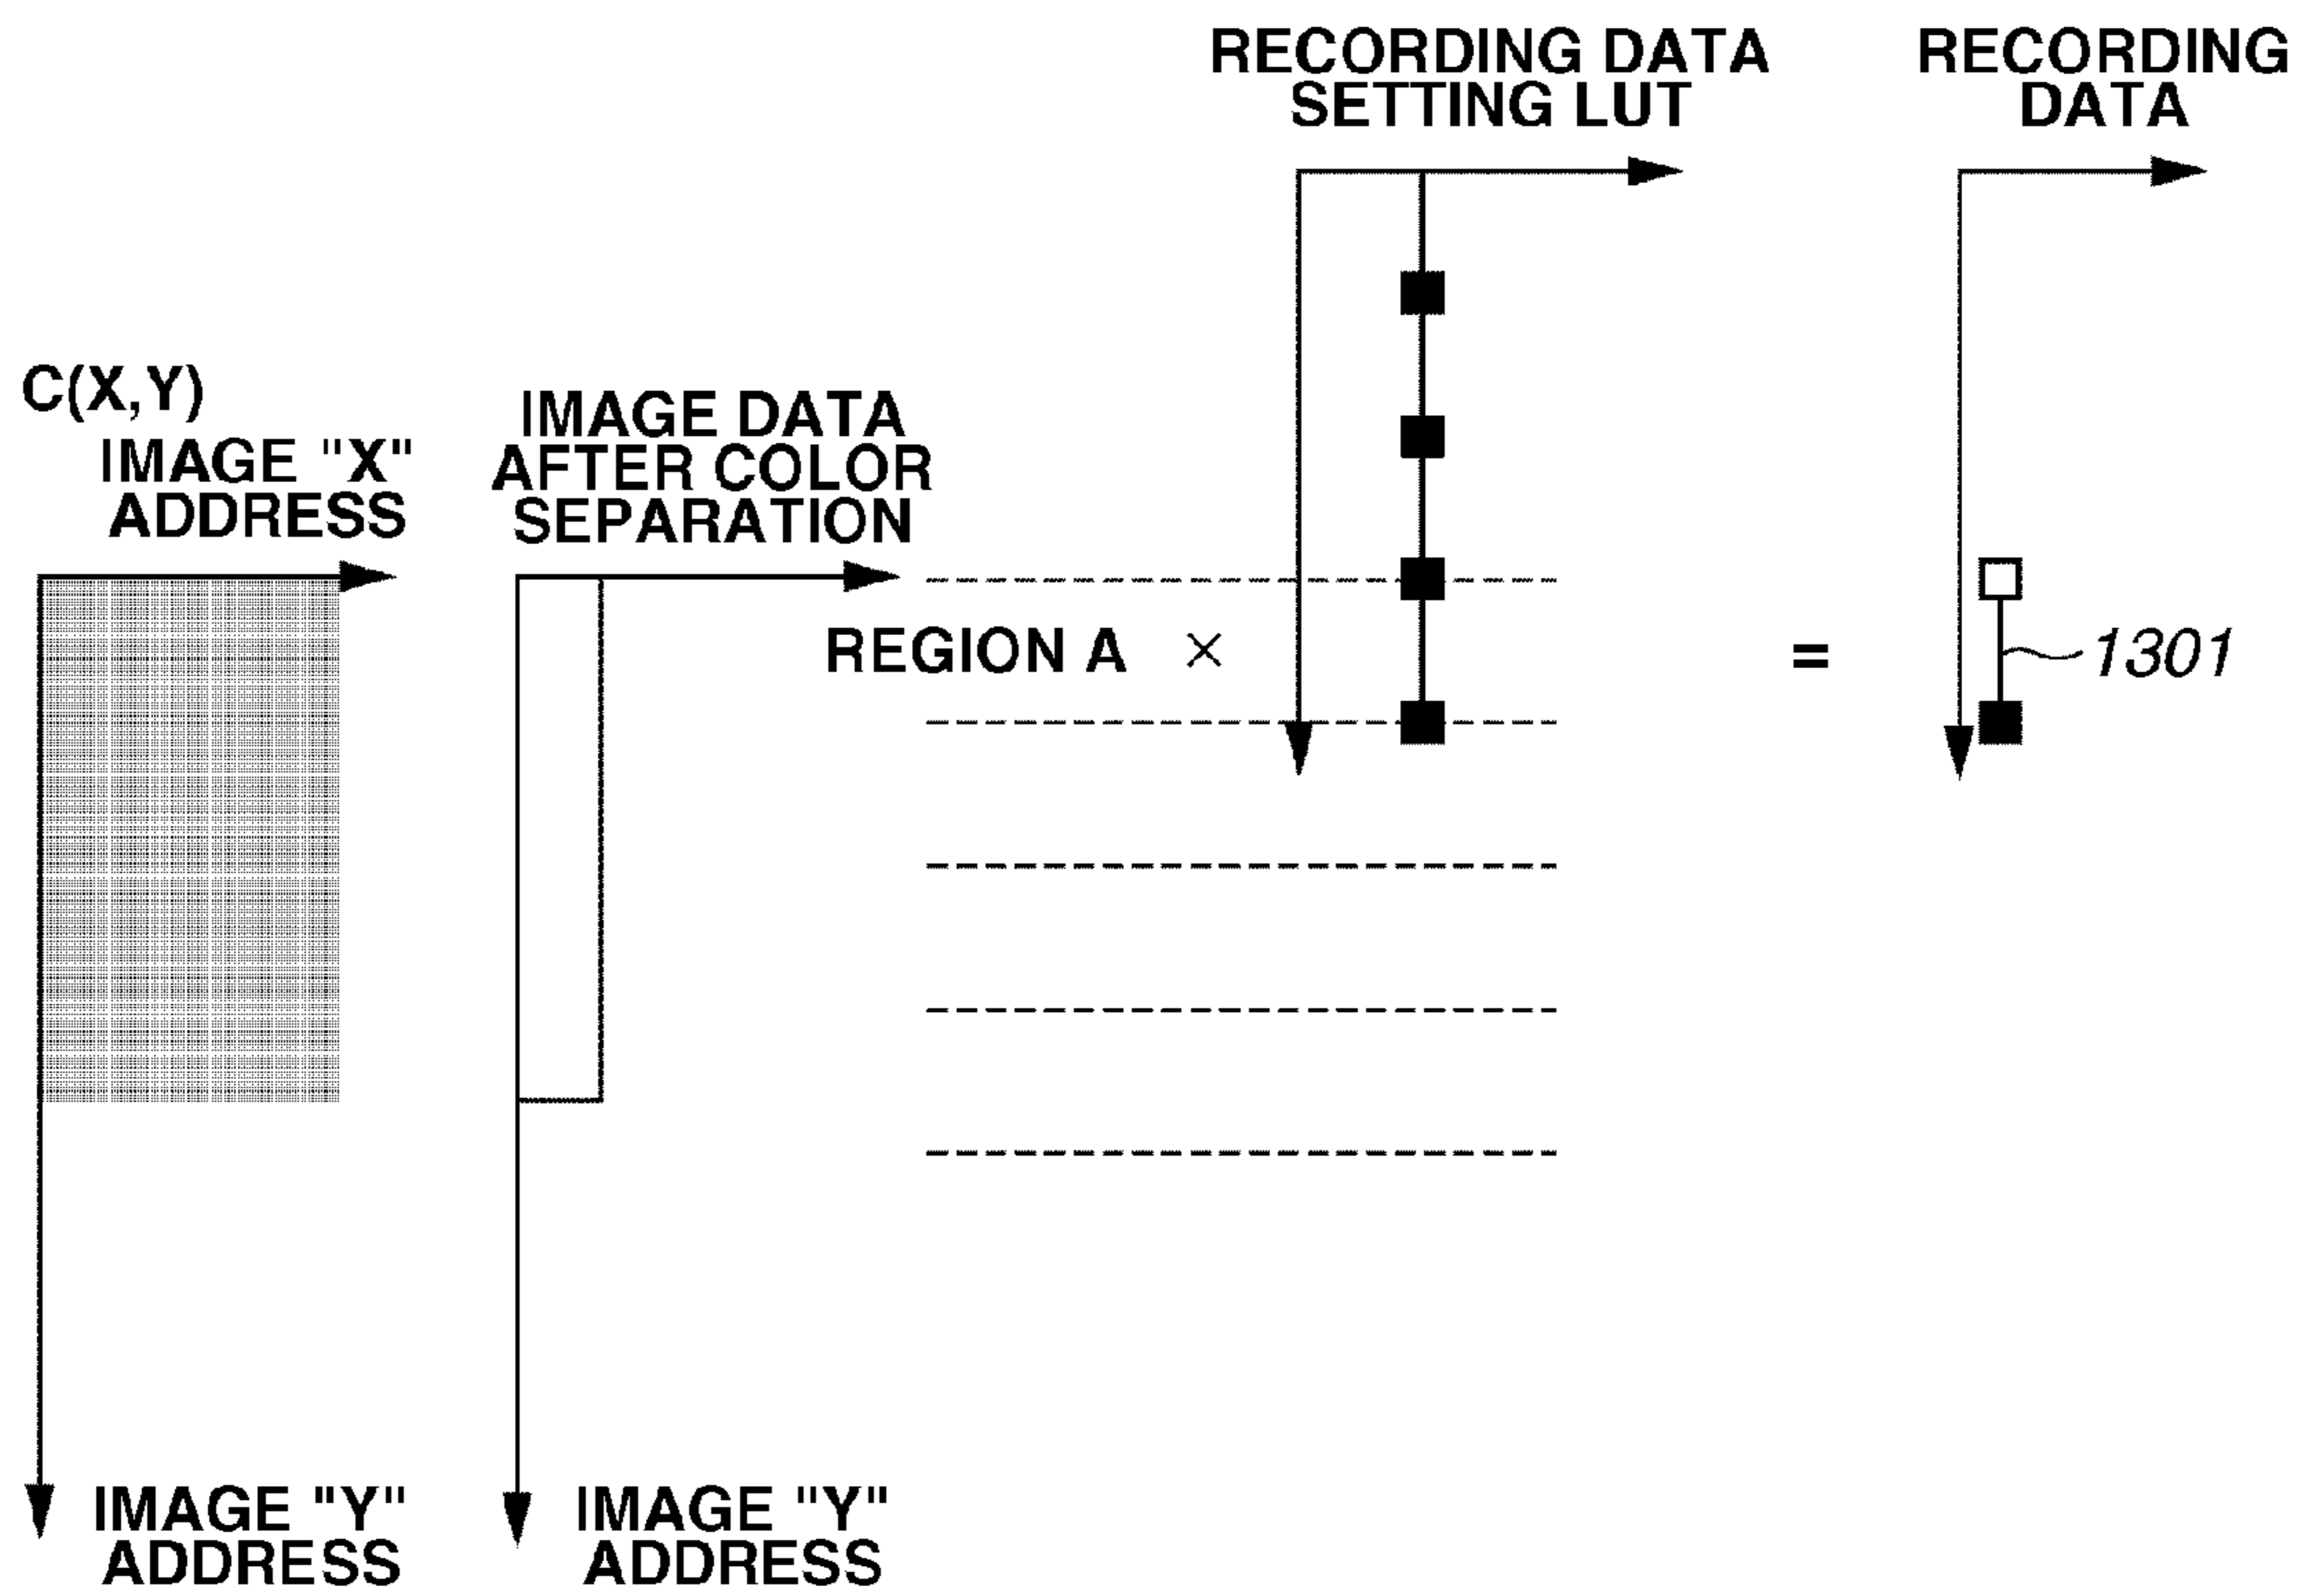 RECORDING DATA
SETTING LUT
RECORDING
DATA
C(X,Y)
IMAGE "X"
ADDRESS
IMAGE DATA
AFTER COLOR
SEPARATION
REGION A ×
=
1301
IMAGE "Y"
ADDRESS
IMAGE "Y"
ADDRESS